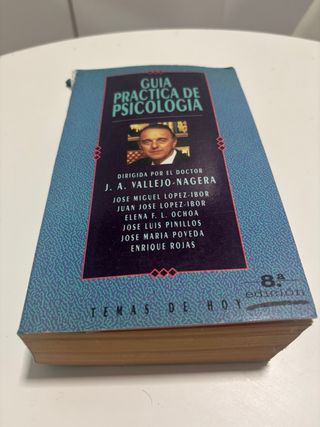 GUIA
PRACTICA DE
PSICOLOGIA
DIRIGIDA POR EL DOCTOR
J. A. VALLEJO-NAGERA
JOSE MIGUEL LOPEZ-IBOR
JUAN JOSE LOPEZ-IBOR
ELENA F. L. OCHOA
JOSE LUIS PINILLOS
JOSE MARIA POVEDA
ENRIQUE ROJAS
8.ª
edición
TEMAS DE HOY